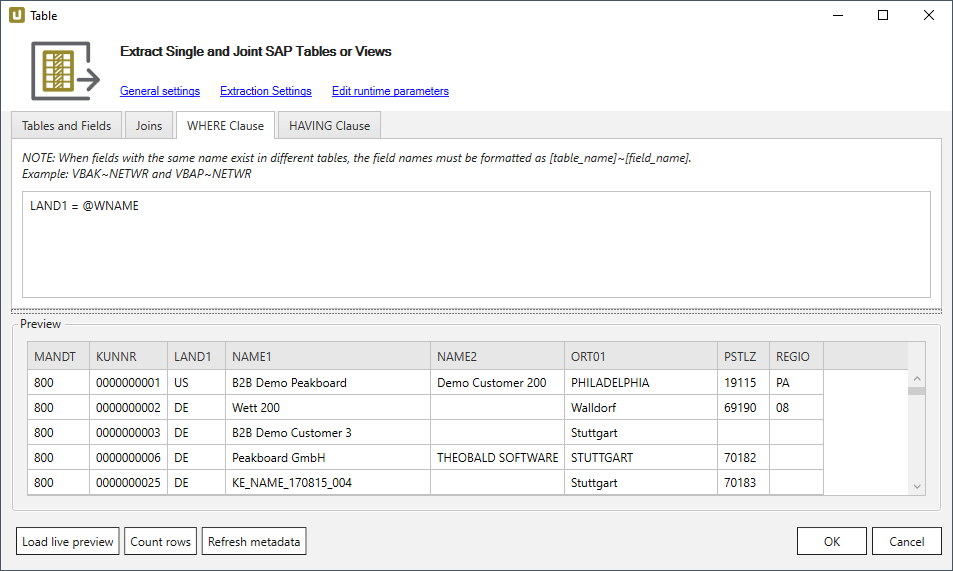 Table
Extract Single and Joint SAP Tables or Views
General settings Extraction Settings Edit runtime parameters
Tables and Fields Joins WHERE Clause HAVING Clause
NOTE: When fields with the same name exist in different tables, the field names must be formatted as [table_name]~[field_name].
Example: VBAK~NETWR and VBAP~NETWR
LAND1 = @WNAME
Preview
MANDT KUNNR LAND1 NAME1 NAME2 ORT01 PSTLZ REGIO
800 0000000001 US B2B Demo Peakboard Demo Customer 200 PHILADELPHIA 19115 PA
800 0000000002 DE Wett 200 Walldorf 69190 08
800 0000000003 DE B2B Demo Customer 3 Stuttgart
800 0000000006 DE Peakboard GmbH THEOBALD SOFTWARE STUTTGART 70182
800 0000000025 DE KE_NAME_170815_004 Stuttgart 70183
Load live preview Count rows Refresh metadata OK Cancel